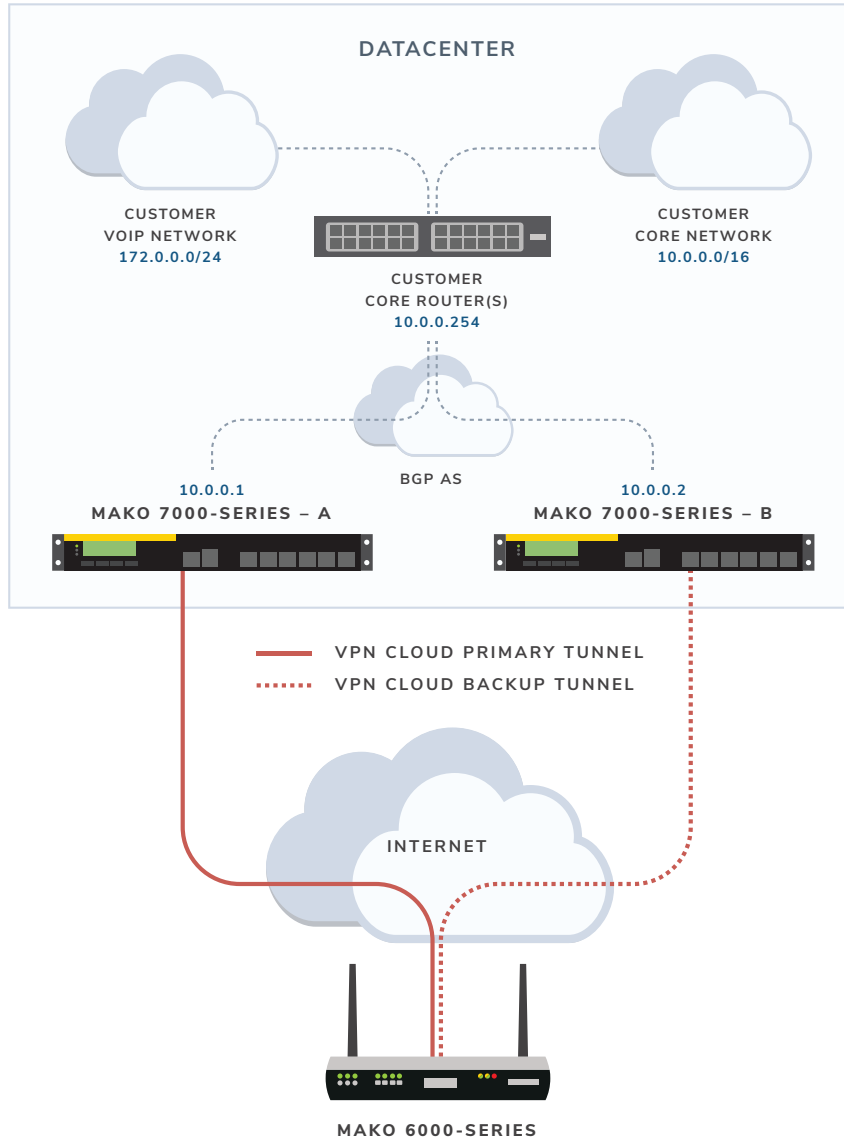 DATACENTER
CUSTOMER
VOIP NETWORK
172.0.0.0/24
CUSTOMER
CORE NETWORK
10.0.0.0/16
CUSTOMER
CORE ROUTER(S)
10.0.0.254
BGP AS
10.0.0.1
MAKO 7000-SERIES – A
10.0.0.2
MAKO 7000-SERIES – B
VPN CLOUD PRIMARY TUNNEL
VPN CLOUD BACKUP TUNNEL
INTERNET
MAKO 6000-SERIES